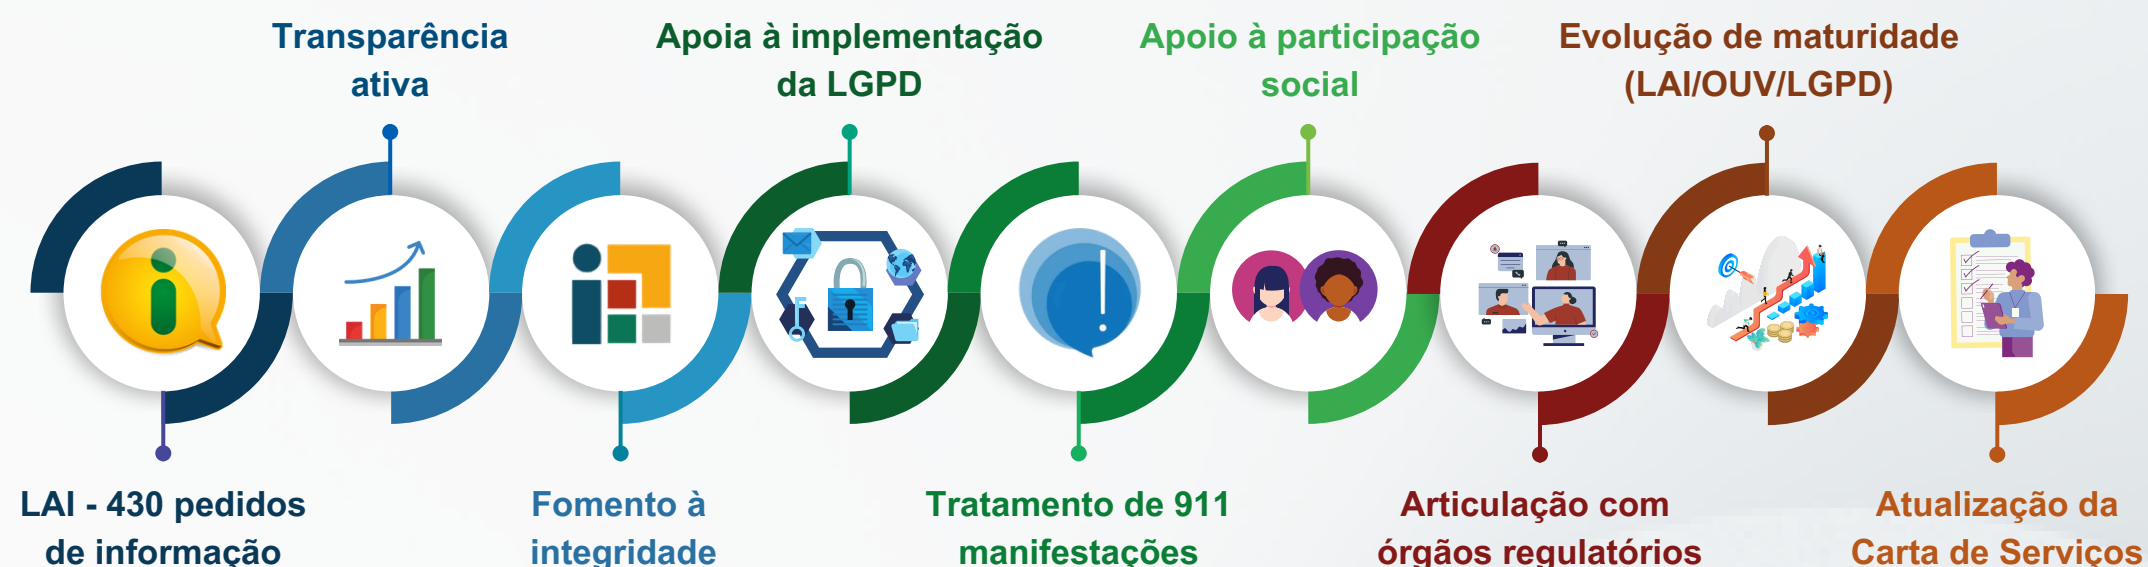 Transparência
ativa
Apoia à implementação
da LGPD
Apoio à participação
social
Evolução de maturidade
(LAI/OUV/LGPD)
LAI - 430 pedidos
de informação
Fomento à
integridade
Tratamento de 911
manifestações
Articulação com
órgãos regulatórios
Atualização da
Carta de Serviços